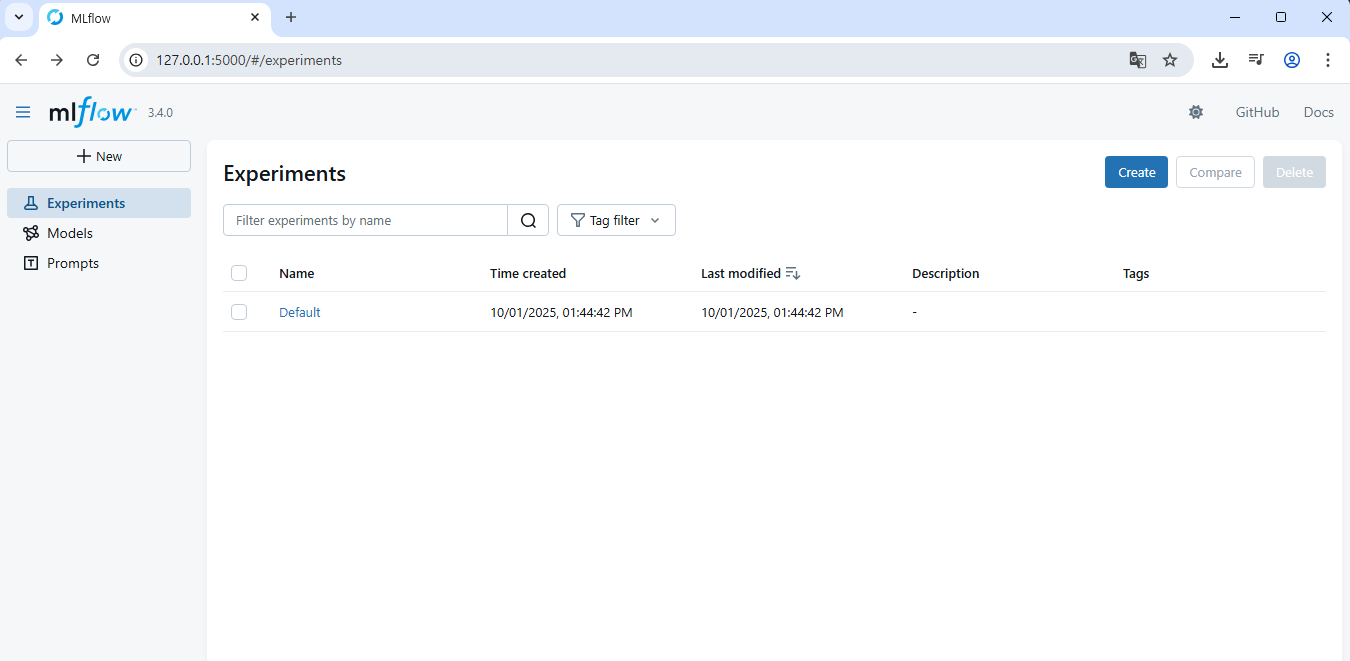 MLflow
127.0.0.1:5000/#/experiments
mlflow 3.4.0
GitHub Docs
New
Experiments
Models
Prompts
Experiments
Create Compare Delete
Filter experiments by name Tag filter
Name Time created Last modified Description Tags
Default 10/01/2025, 01:44:42 PM 10/01/2025, 01:44:42 PM -